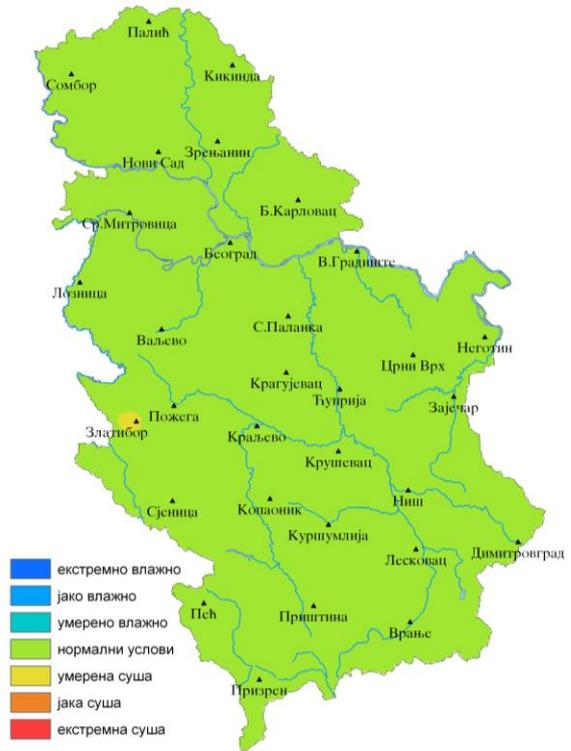 Палић
Кикинда
Сомбор
Зрењанин
Нови Сад
Б.Карловац
Ср.Митровица
Београд
В.Градиште
Лозница
С.Паланка
Ваљево
Неготин
Црни Врх
Крагујевац
Ћуприја
Зајечар
Пожега
Златибор
Краљево
Крушевац
Ниш
Сјеница
Копаоник
Куршумлија
Димитровград
Лесковац
екстремно влажно
јако влажно
Пећ
Приштина
умерено влажно
Врање
нормални услови
умерена суша
Призрен
јака суша
екстремна суша